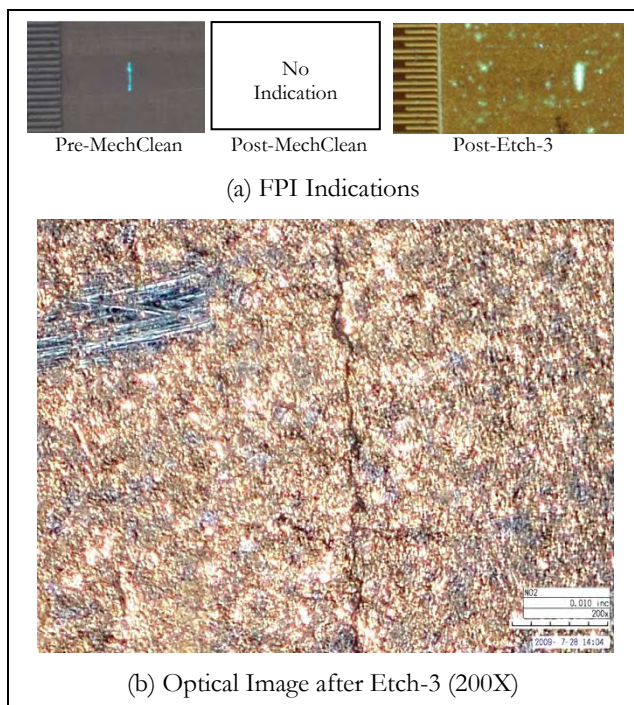 No
Indication
Pre-MechClean
Post-MechClean
Post-Etch-3
(a) FPI Indications
NO2
0.010 inc
200x
2009- 7-28 14:04
(b) Optical Image after Etch-3 (200X)